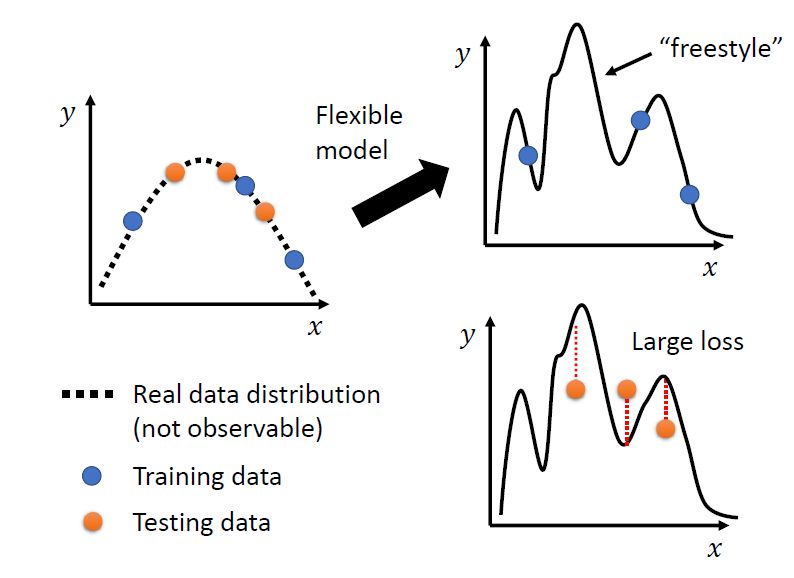 y
x
Flexible
model
y
“freestyle”
x
y
Large loss
x
Real data distribution
(not observable)
Training data
Testing data